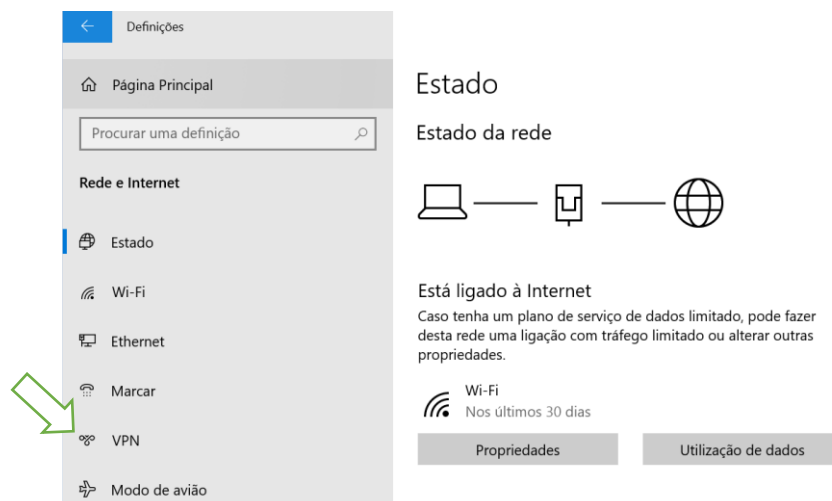 Definições
Página Principal
Procurar uma definição
Rede e Internet
Estado
Wi-Fi
Ethernet
Marcar
VPN
Modo de avião
Estado
Estado da rede
Está ligado à Internet
Caso tenha um plano de serviço de dados limitado, pode fazer
desta rede uma ligação com tráfego limitado ou alterar outras
propriedades.
Wi-Fi
Nos últimos 30 dias
Propriedades
Utilização de dados